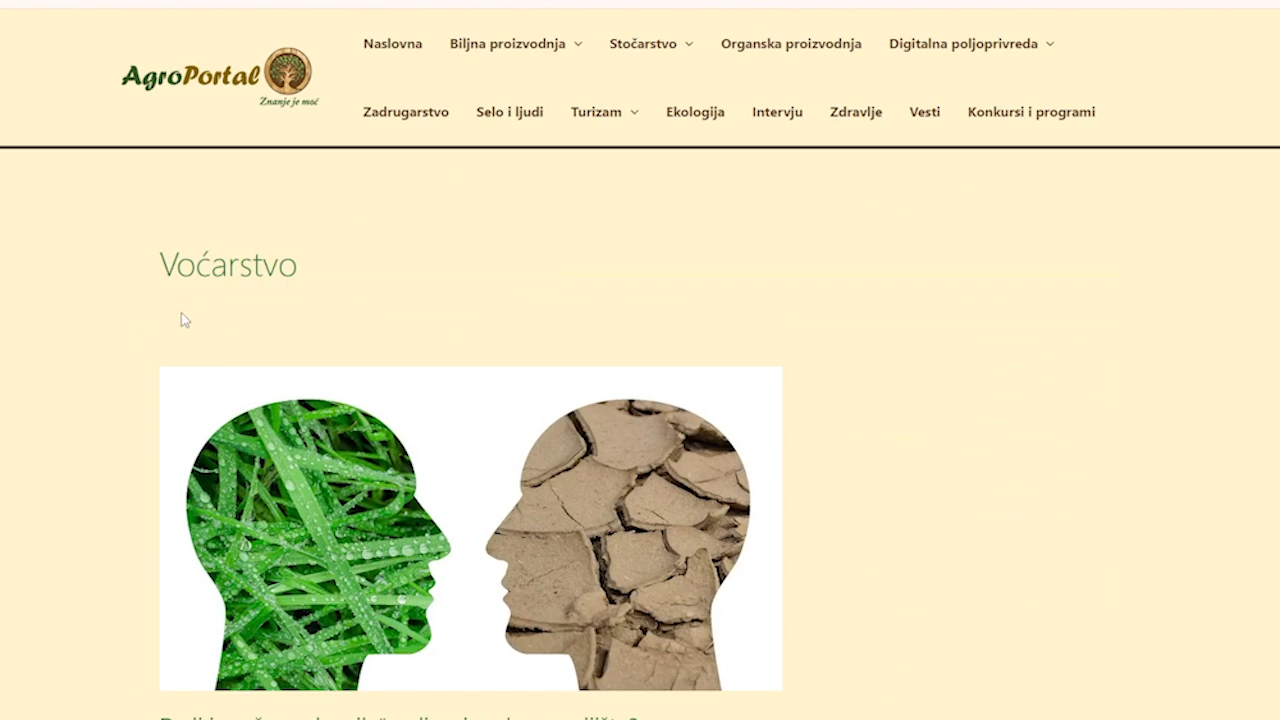 AgroPortal
Znanje je moć
Naslovna Biljna proizvodnja Stočarstvo Organska proizvodnja Digitalna poljoprivreda
Zadrugarstvo Selo i ljudi Turizam Ekologija Intervju Zdravlje Vesti Konkursi i programi
Voćarstvo